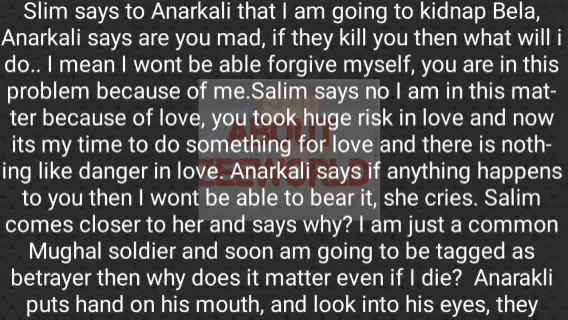 Slim says to Anarkali that I am going to kidnap Bela,
Anarkali says are you mad, if they kill you then what will i
do.. I mean I wont be able forgive myself, you are in this
problem because of me.Salim says no I am in this mat-
ter because of love, you took huge risk in love and now
its my time to do something for love and there is noth-
ing like danger in love. Anarkali says if anything happens
to you then I wont be able to bear it, she cries. Salim
comes closer to her and says why? I am just a common
Mughal soldier and soon am going to be tagged as
betrayer then why does it matter even if I die?  Anarakli
puts hand on his mouth, and look into his eyes, they
ABOUT
ZEEWORLD